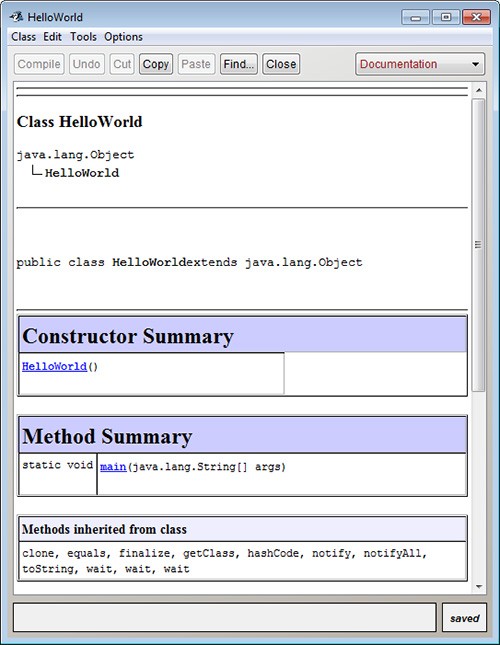 HelloWorld
Class Edit Tools Options
Compile Undo Cut Copy Paste Find... Close Documentation
Class HelloWorld
java.lang.Object
HelloWorld
public class HelloWorldextends java.lang.Object
Constructor Summary
HelloWorld()
Method Summary
static void main(java.lang.String[] args)
Methods inherited from class
clone, equals, finalize, getClass, hashCode, notify, notifyAll,
toString, wait, wait, wait
saved